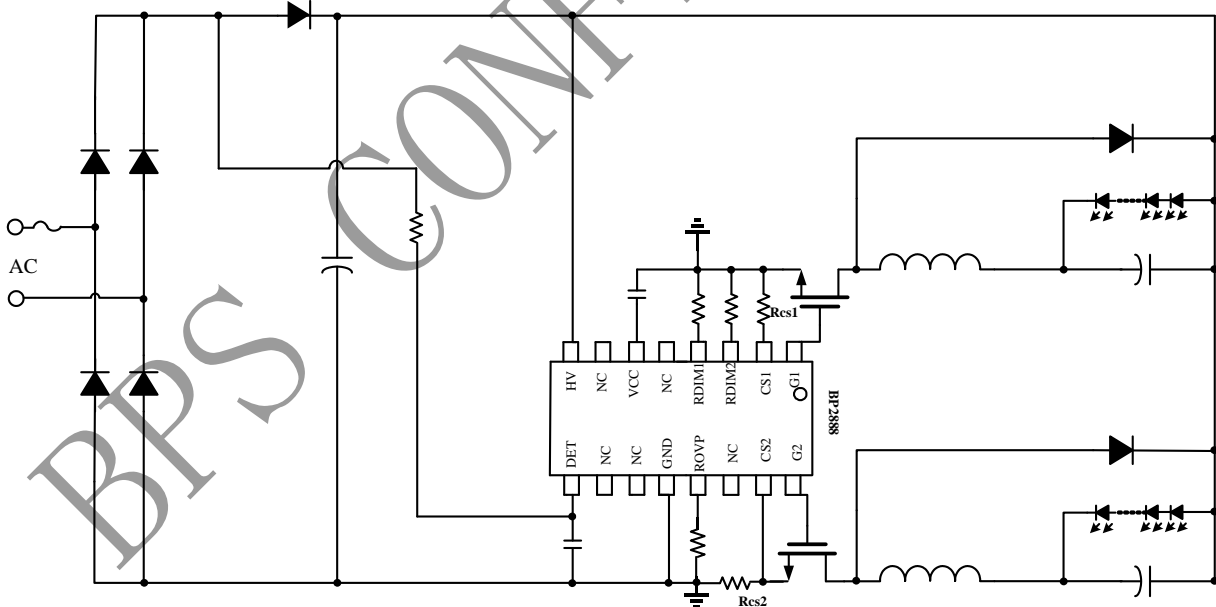 BPS CONF
AC
Rcs1
HV
NC
VCC
NC
RDIM1
RDIM2
CS1
G1
BP2888
DET
NC
NC
GND
ROVP
NC
CS2
G2
Rcs2